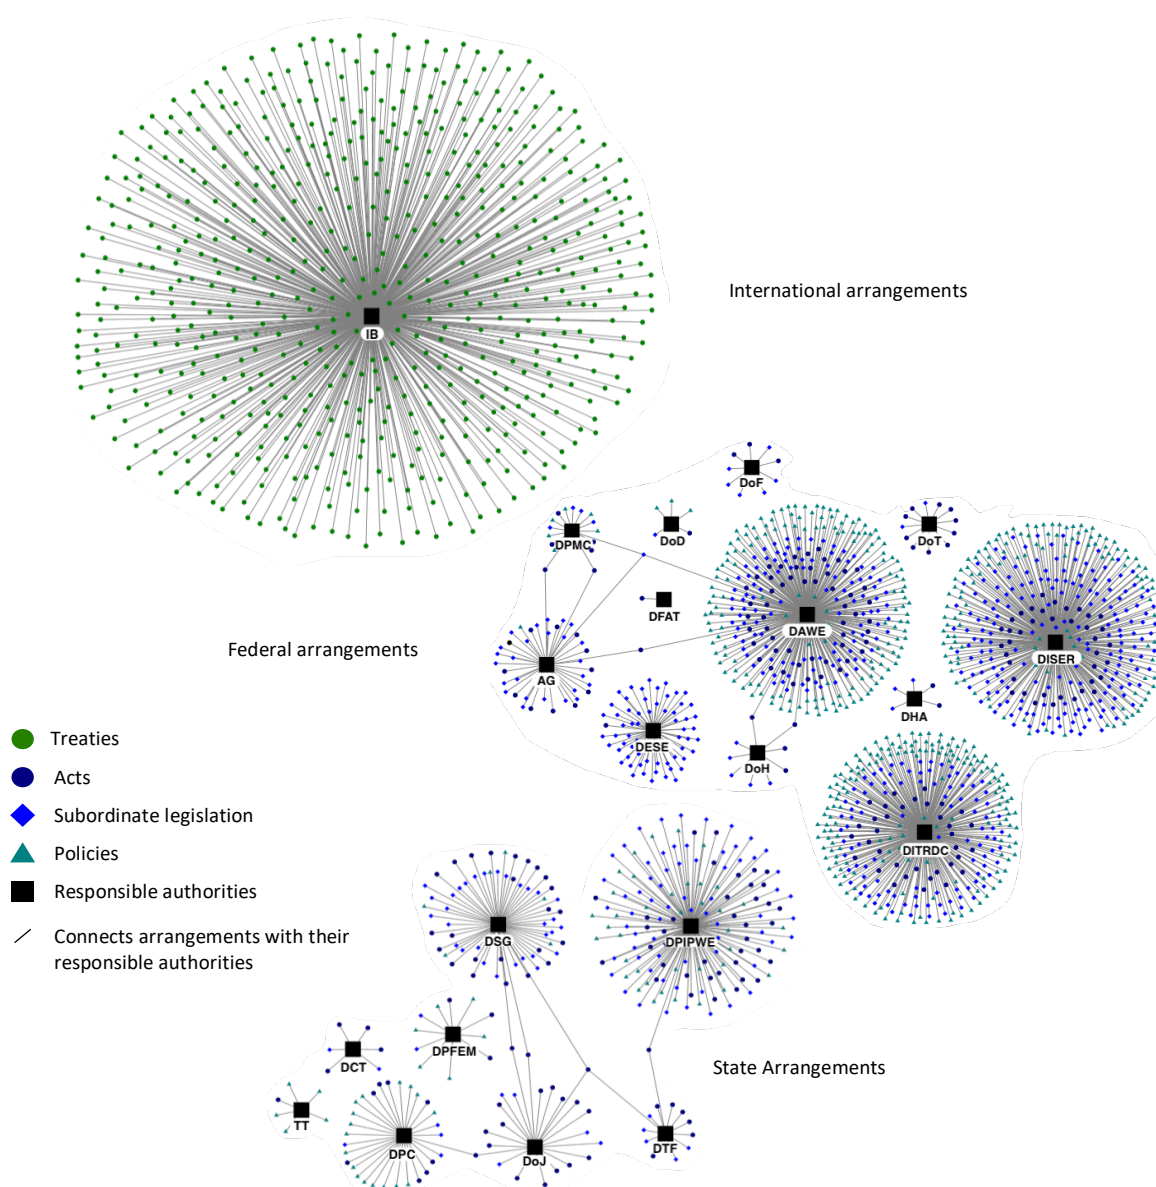 International arrangements
IB
DoF
DPMC
DoD
DoT
DFAT
DAWE
Federal arrangements
DISER
AG
DHA
DESE
DoH
Treaties
Acts
Subordinate legislation
Policies
DITRDC
Responsible authorities
Connects arrangements with their
responsible authorities
DSG
DPIPWE
DPFEM
DCT
State Arrangements
TT
DPC
DoJ
DTF